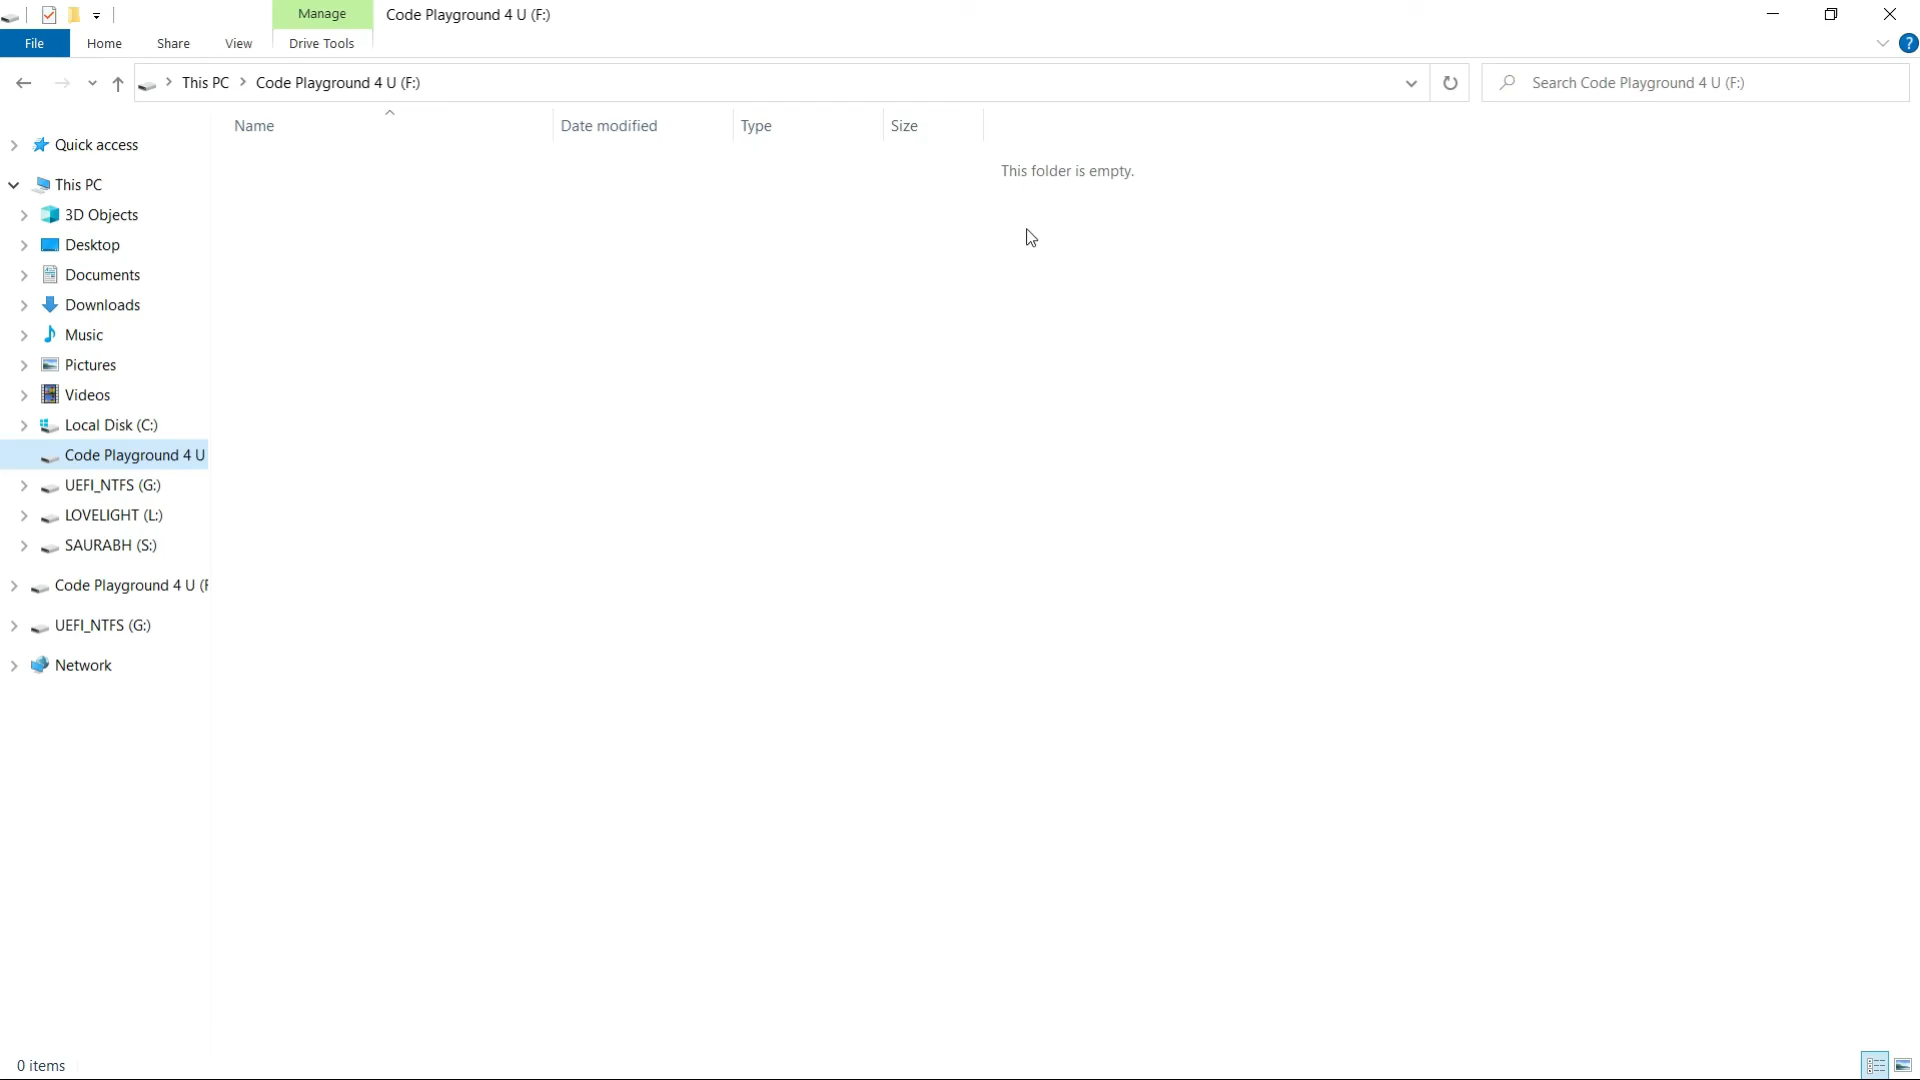 Manage
Code Playground 4 U (F:)
File
Home
Share
View
Drive Tools
?
This PC
Code Playground 4 U (F:)
Search Code Playground 4 U (F:)
Name
Date modified
Type
Size
This folder is empty.
Quick access
This PC
3D Objects
Desktop
Documents
Downloads
Music
Pictures
Videos
Local Disk (C:)
Code Playground 4 U
UEFI_NTFS (G:)
LOVELIGHT (L:)
SAURABH (S:)
Code Playground 4 U (F
UEFI_NTFS (G:)
Network
0 items